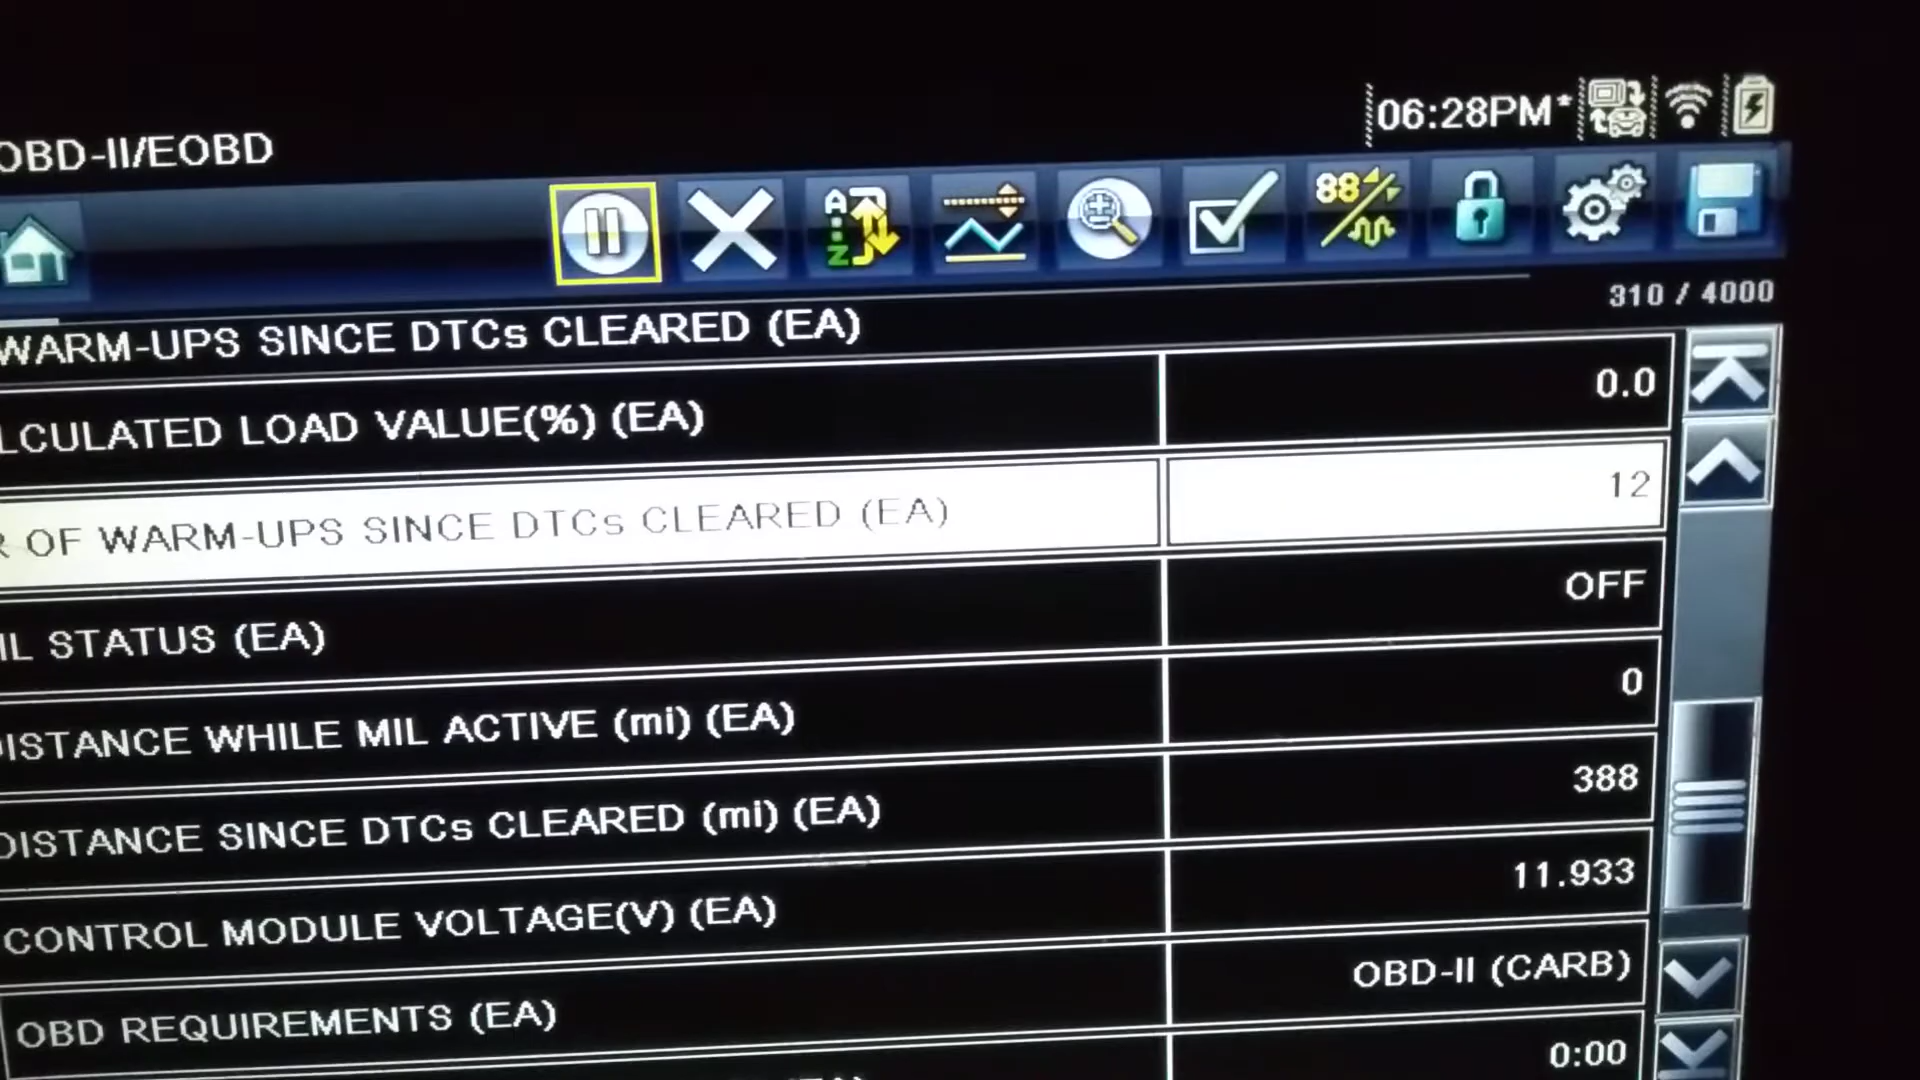 06:28PM*
OBD-II/EOBD
310 / 4000
WARM-UPS SINCE DTCs CLEARED (EA)
LCULATED LOAD VALUE(%) (EA) 0.0
R OF WARM-UPS SINCE DTCs CLEARED (EA) 12
IL STATUS (EA) OFF
ISTANCE WHILE MIL ACTIVE (mi) (EA) 0
DISTANCE SINCE DTCs CLEARED (mi) (EA) 388
CONTROL MODULE VOLTAGE(V) (EA) 11.933
OBD REQUIREMENTS (EA) OBD-II (CARB)
0:00